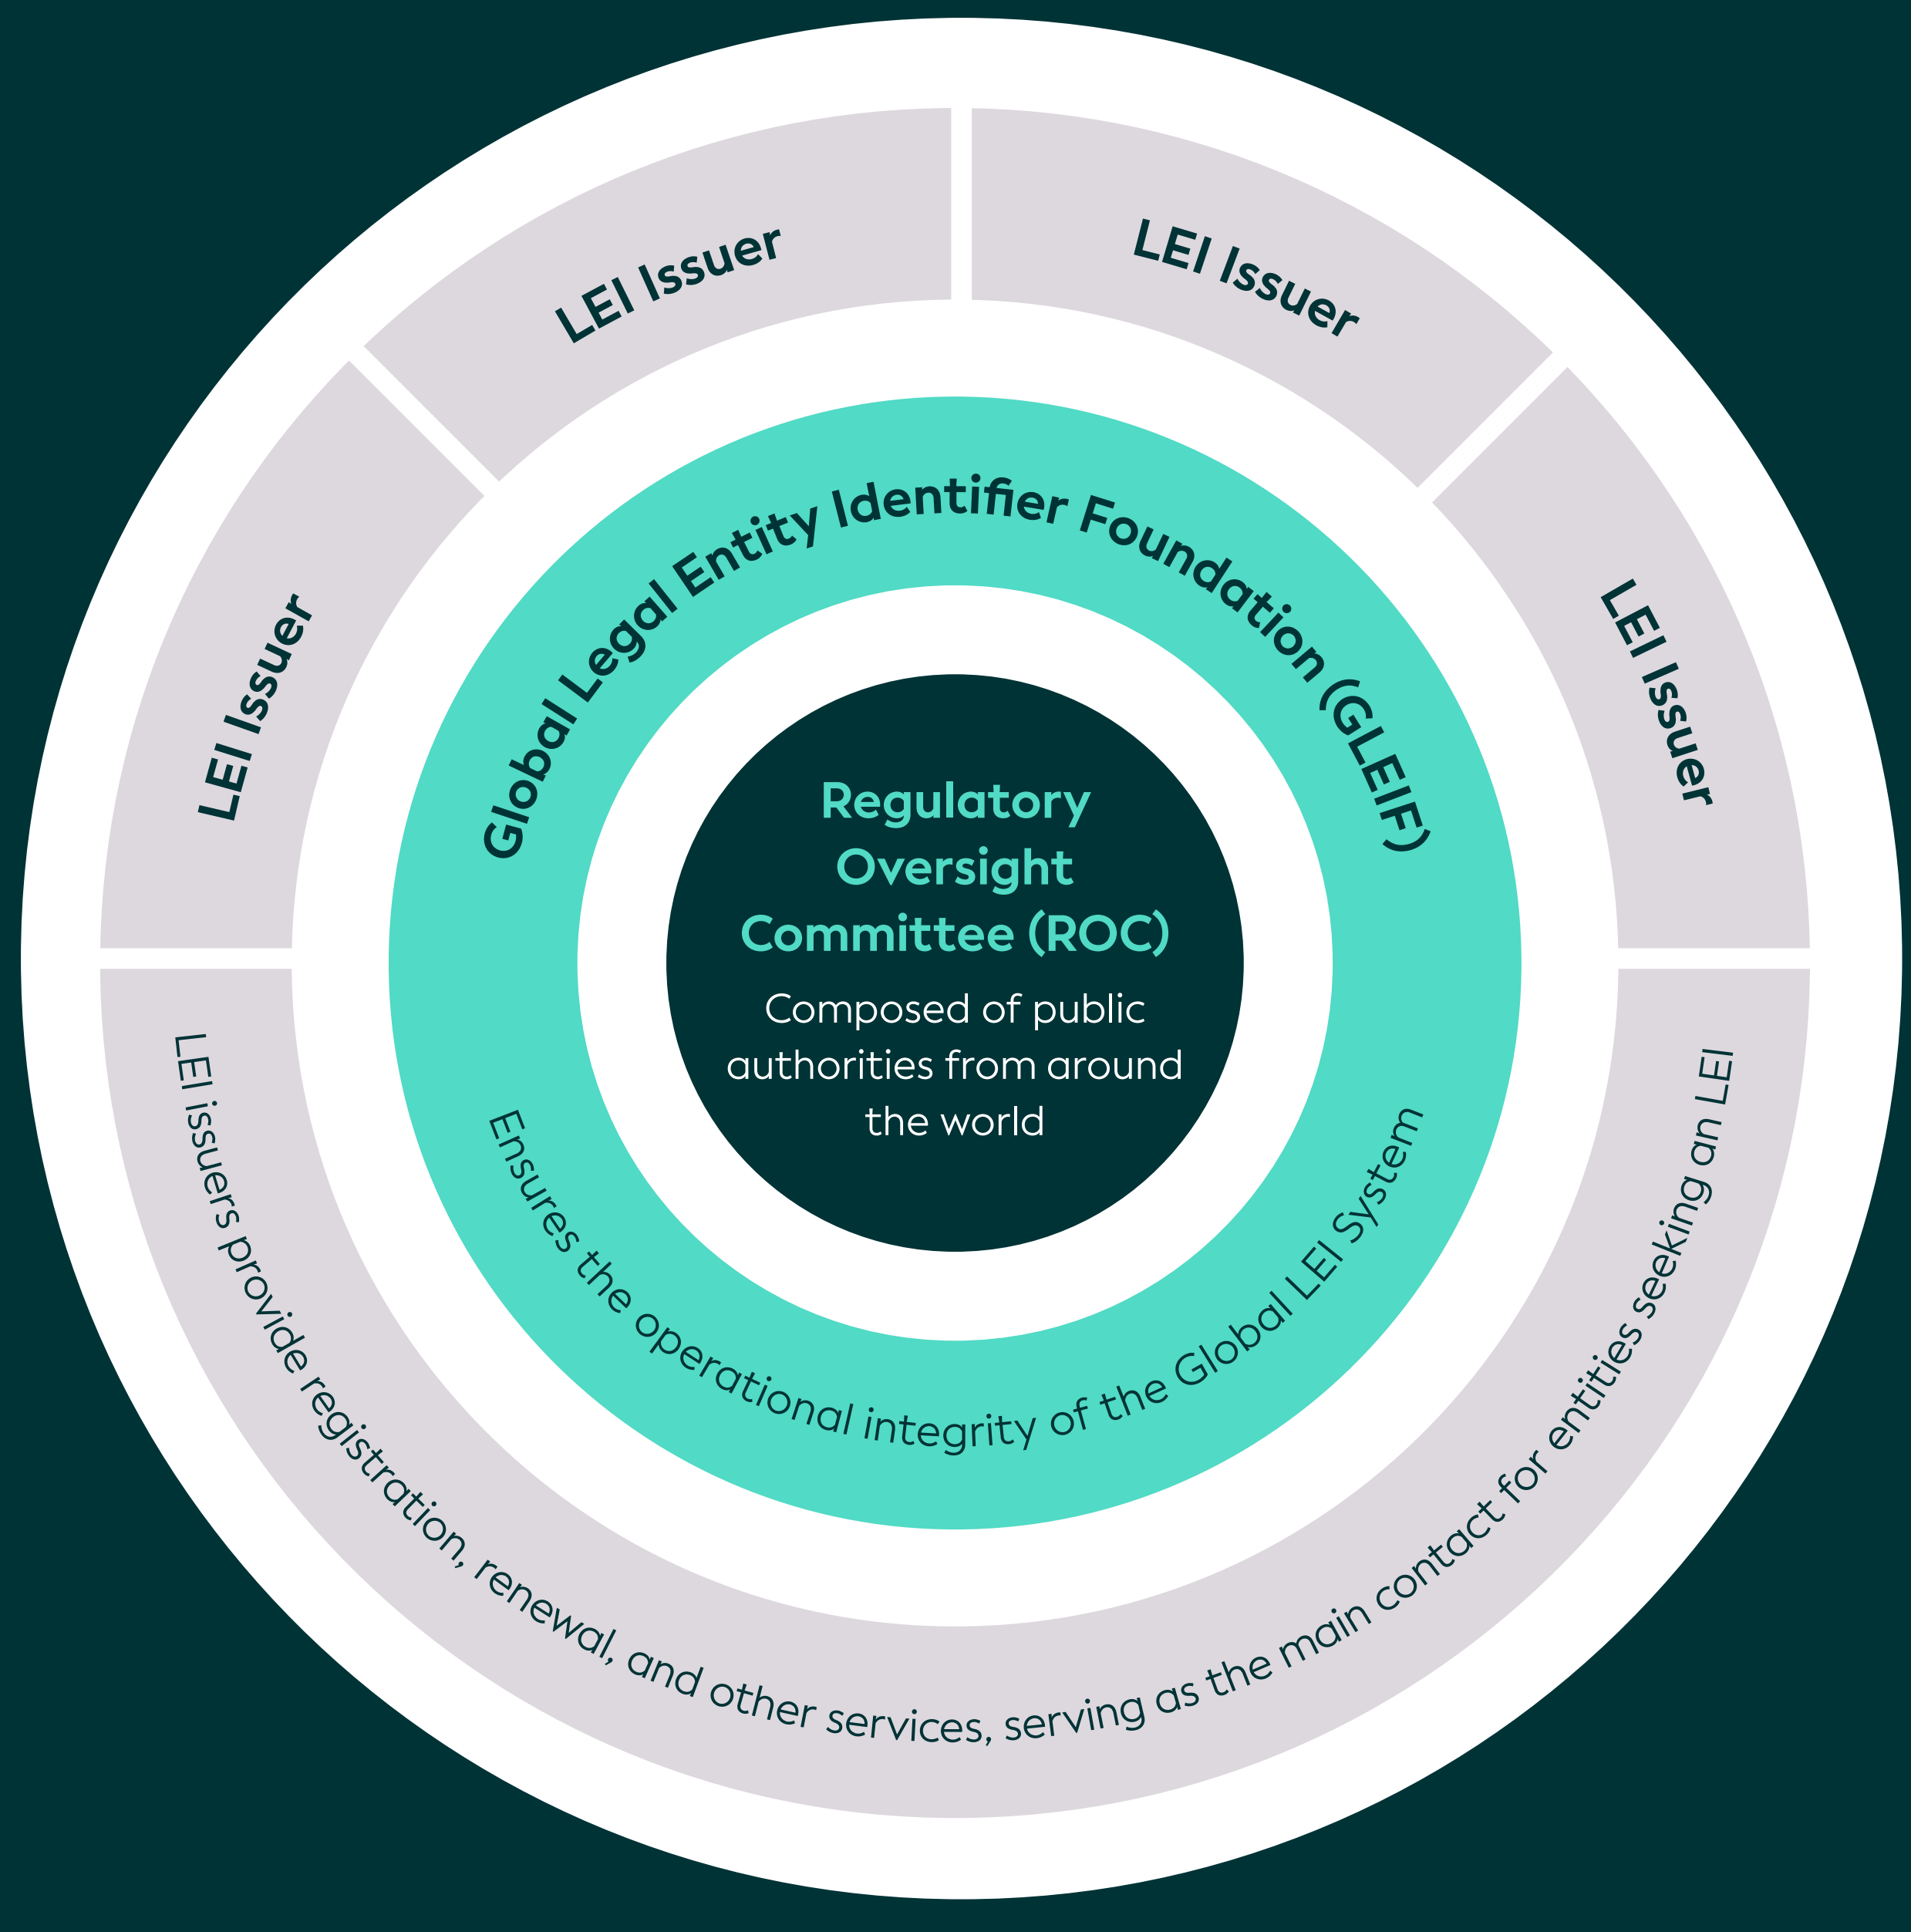 LEI Issuer
LEI Issuer
LEI Issuer
LEI Issuer
Global Legal Entity Identifier Foundation (GLEIF)
Regulatory
Oversight
Committee (ROC)
Composed of public
authorities from around
the world
Ensures the operational integrity of the Global LEI System
LEI issuers provide registration, renewal, and other services, serving as the main contact for entities seeking an LEI